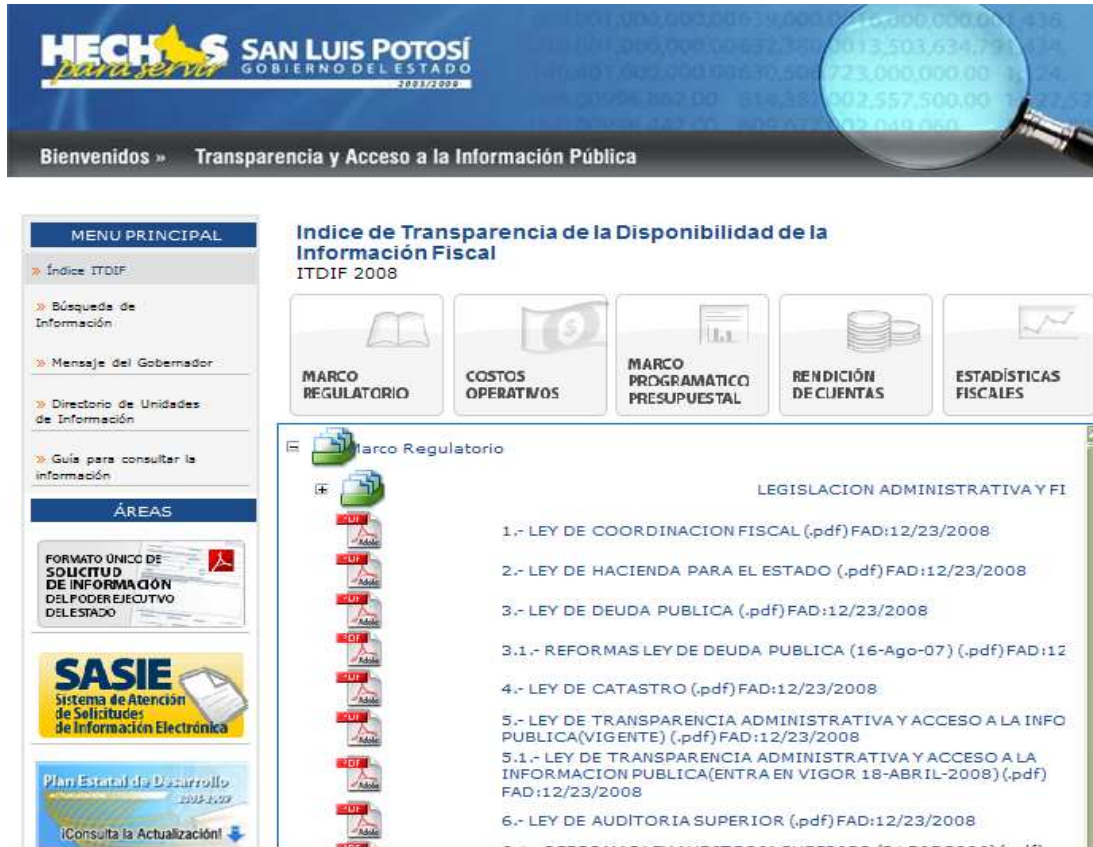 HECHOS
para servir
SAN LUIS POTOSÍ
GOBIERNO DEL ESTADO
2003/2009
Bienvenidos » Transparencia y Acceso a la Información Pública
MENU PRINCIPAL
» Índice ITDIF
» Búsqueda de
Información
» Mensaje del Gobernador
» Directorio de Unidades
de Información
» Guía para consultar la
información
ÁREAS
FORMATO ÚNICO DE
SOLICITUD
DE INFORMACIÓN
DEL PODER EJECUTVO
DEL ESTADO
SASIE
Sistema de Atención
de Solicitudes
de Información Electrónica
Plan Estatal de Desarrollo
2003-2009
¡Consulta la Actualización!
Indice de Transparencia de la Disponibilidad de la
Información Fiscal
ITDIF 2008
MARCO
REGULATORIO
COSTOS
OPERATIVOS
MARCO
PROGRAMATICO
PRESUPUESTAL
RENDICIÓN
DE CUENTAS
ESTADÍSTICAS
FISCALES
Marco Regulatorio
LEGISLACION ADMINISTRATIVA Y FI
1.- LEY DE COORDINACION FISCAL (.pdf) FAD:12/23/2008
2.- LEY DE HACIENDA PARA EL ESTADO (.pdf) FAD:12/23/2008
3.- LEY DE DEUDA PUBLICA (.pdf) FAD:12/23/2008
3.1.- REFORMAS LEY DE DEUDA PUBLICA (16-Ago-07) (.pdf) FAD:12
4.- LEY DE CATASTRO (.pdf) FAD:12/23/2008
5.- LEY DE TRANSPARENCIA ADMINISTRATIVA Y ACCESO A LA INFO
PUBLICA(VIGENTE) (.pdf) FAD:12/23/2008
5.1.- LEY DE TRANSPARENCIA ADMINISTRATIVA Y ACCESO A LA
INFORMACION PUBLICA(ENTRA EN VIGOR 18-ABRIL-2008) (.pdf)
FAD:12/23/2008
6.- LEY DE AUDITORIA SUPERIOR (.pdf) FAD:12/23/2008